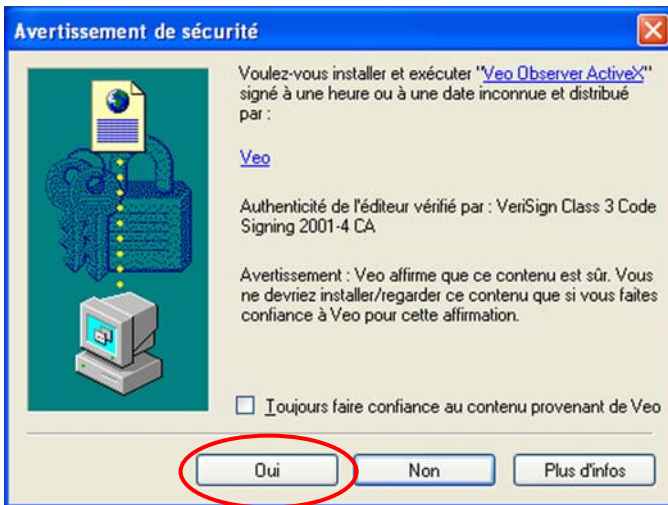 Avertissement de sécurité
Voulez-vous installer et exécuter "Veo Observer ActiveX"
signé à une heure ou à une date inconnue et distribué
par :
Veo
Authenticité de l'éditeur vérifié par : VeriSign Class 3 Code
Signing 2001-4 CA
Avertissement : Veo affirme que ce contenu est sûr. Vous
ne devriez installer/regarder ce contenu que si vous faites
confiance à Veo pour cette affirmation.
Toujours faire confiance au contenu provenant de Veo
Oui
Non
Plus d'infos